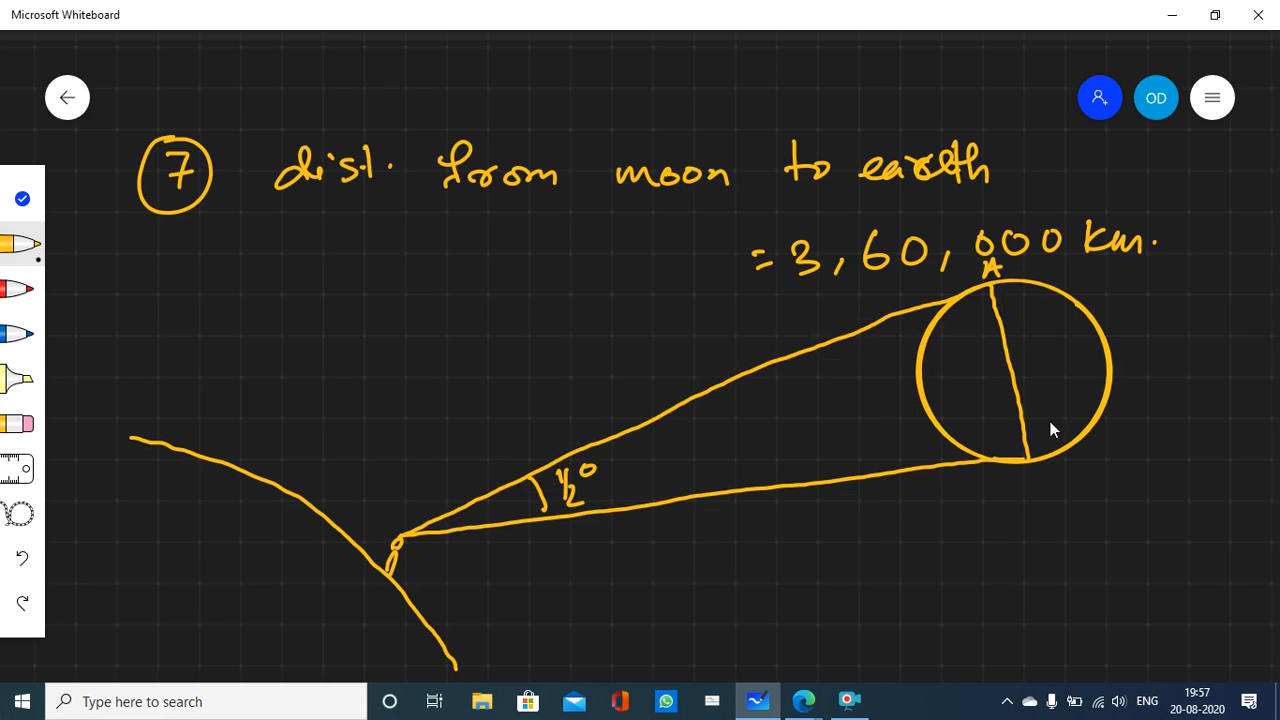 Microsoft Whiteboard
OD
7 dist. from moon to earth
= 3,60,000 km.
A
1/2°
Type here to search
ENG
19:57
20-08-2020